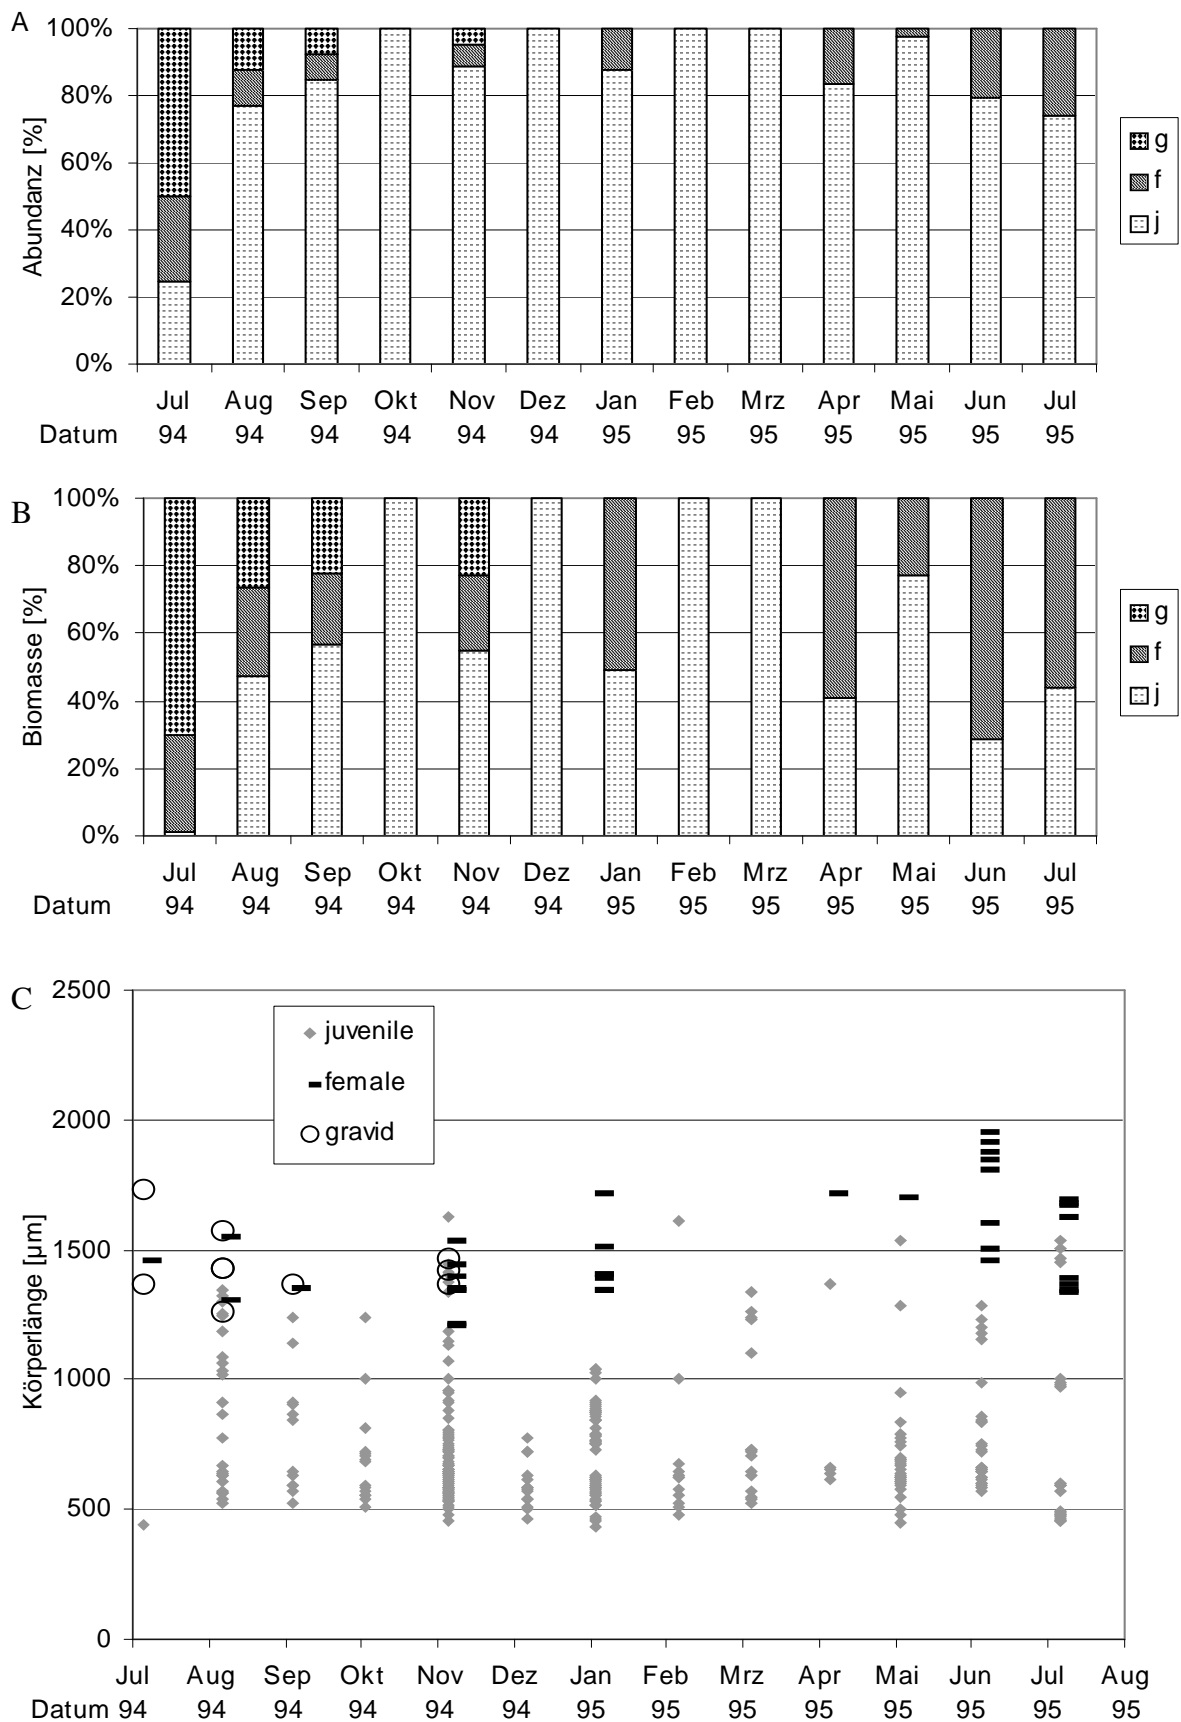 A
100%
80%
60%
40%
20%
0%
Abundanz [%]
g
f
j
Jul Aug Sep Okt Nov Dez Jan Feb Mrz Apr Mai Jun Jul
Datum 94 94 94 94 94 94 95 95 95 95 95 95 95
B
100%
80%
60%
40%
20%
0%
Biomasse [%]
g
f
j
Jul Aug Sep Okt Nov Dez Jan Feb Mrz Apr Mai Jun Jul
Datum 94 94 94 94 94 94 95 95 95 95 95 95 95
C
2500
2000
1500
1000
500
0
Körperlänge [µm]
juvenile
female
gravid
Jul Aug Sep Okt Nov Dez Jan Feb Mrz Apr Mai Jun Jul Aug
Datum 94 94 94 94 94 94 95 95 95 95 95 95 95 95